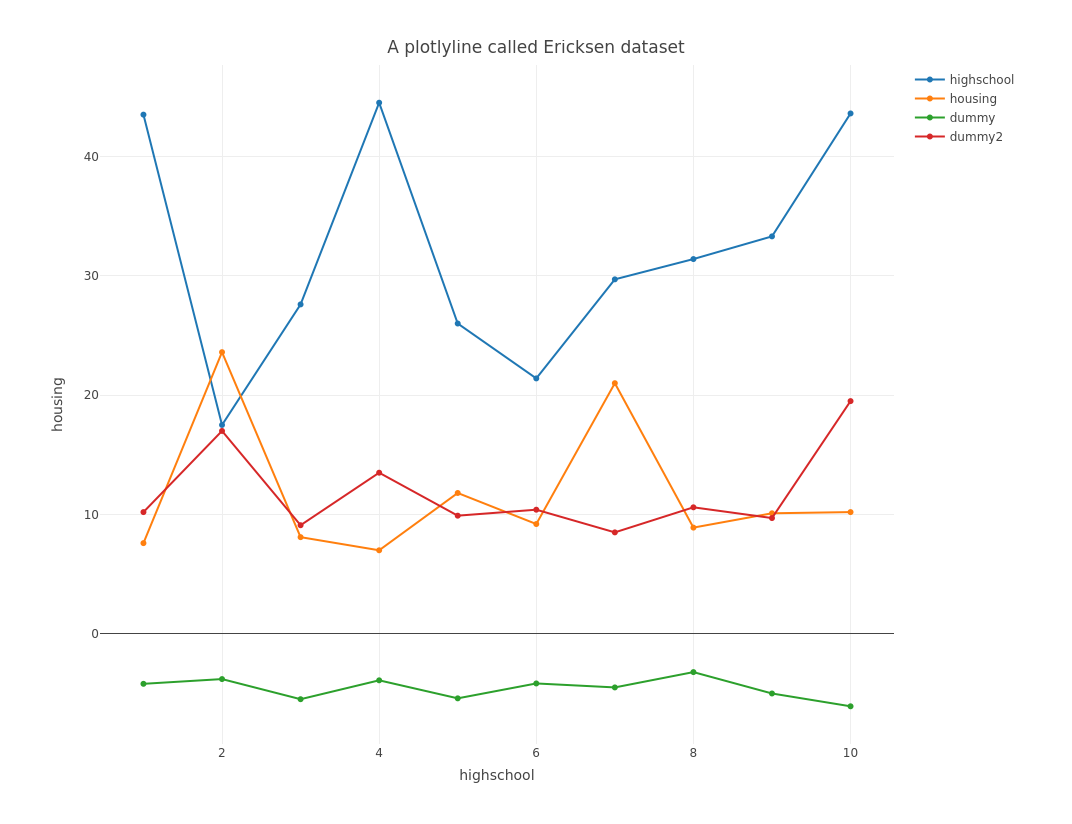 A plotlyline called Ericksen dataset
highschool
housing
dummy
dummy2
housing
40
30
20
10
0
2 4 6 8 10
highschool